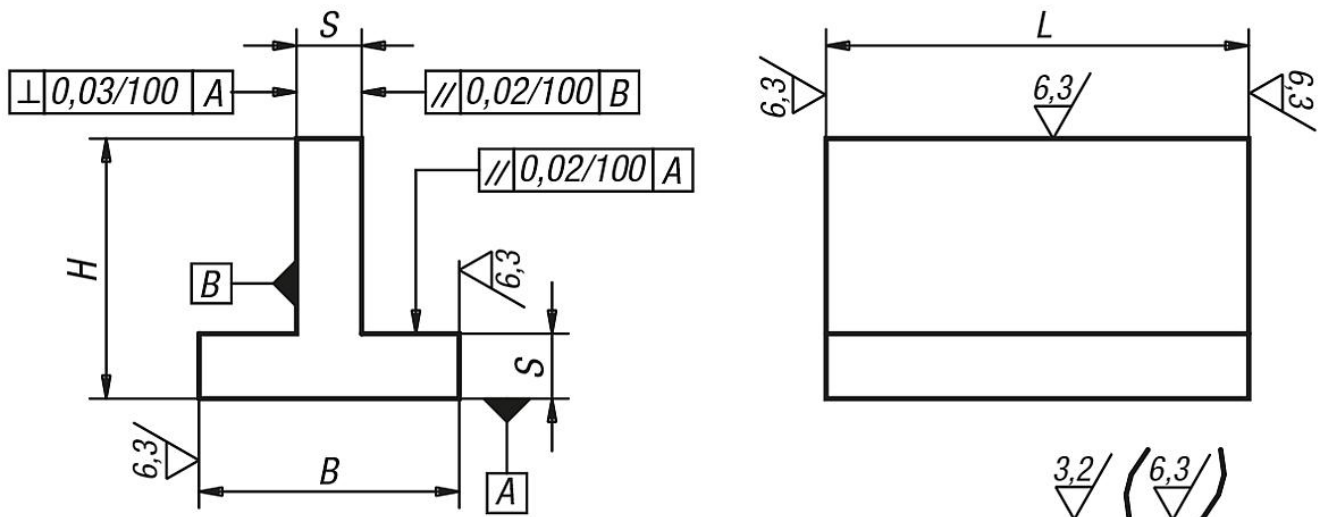 S
L
⊥ 0,03/100 A
// 0,02/100 B
6,3
6,3
6,3
// 0,02/100 A
H
B
6,3
S
6,3
B
A
3,2 (6,3)